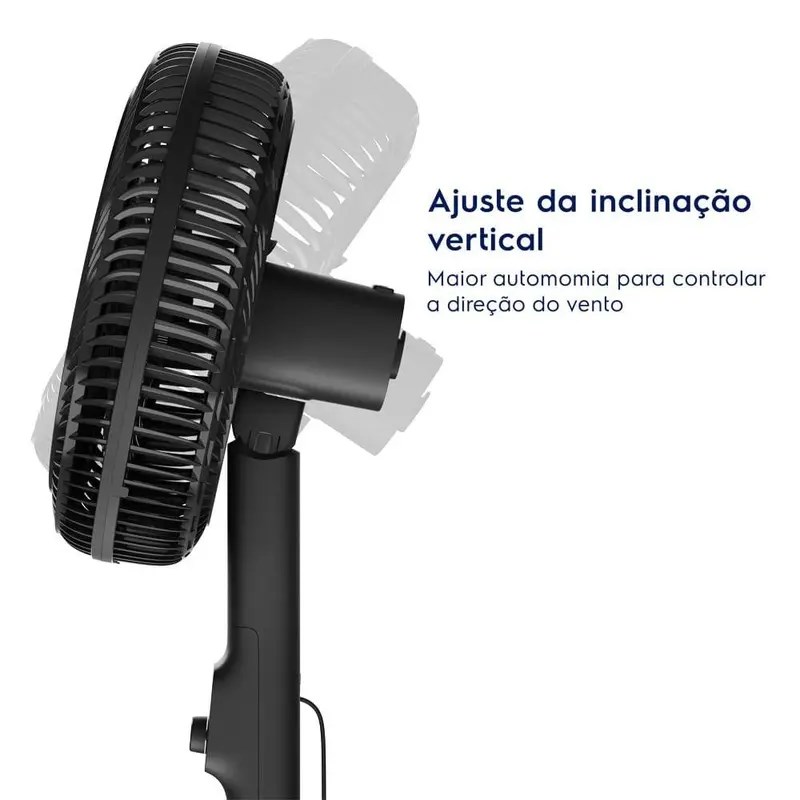 Ajuste da inclinação
vertical
Maior automomia para controlar
a direção do vento